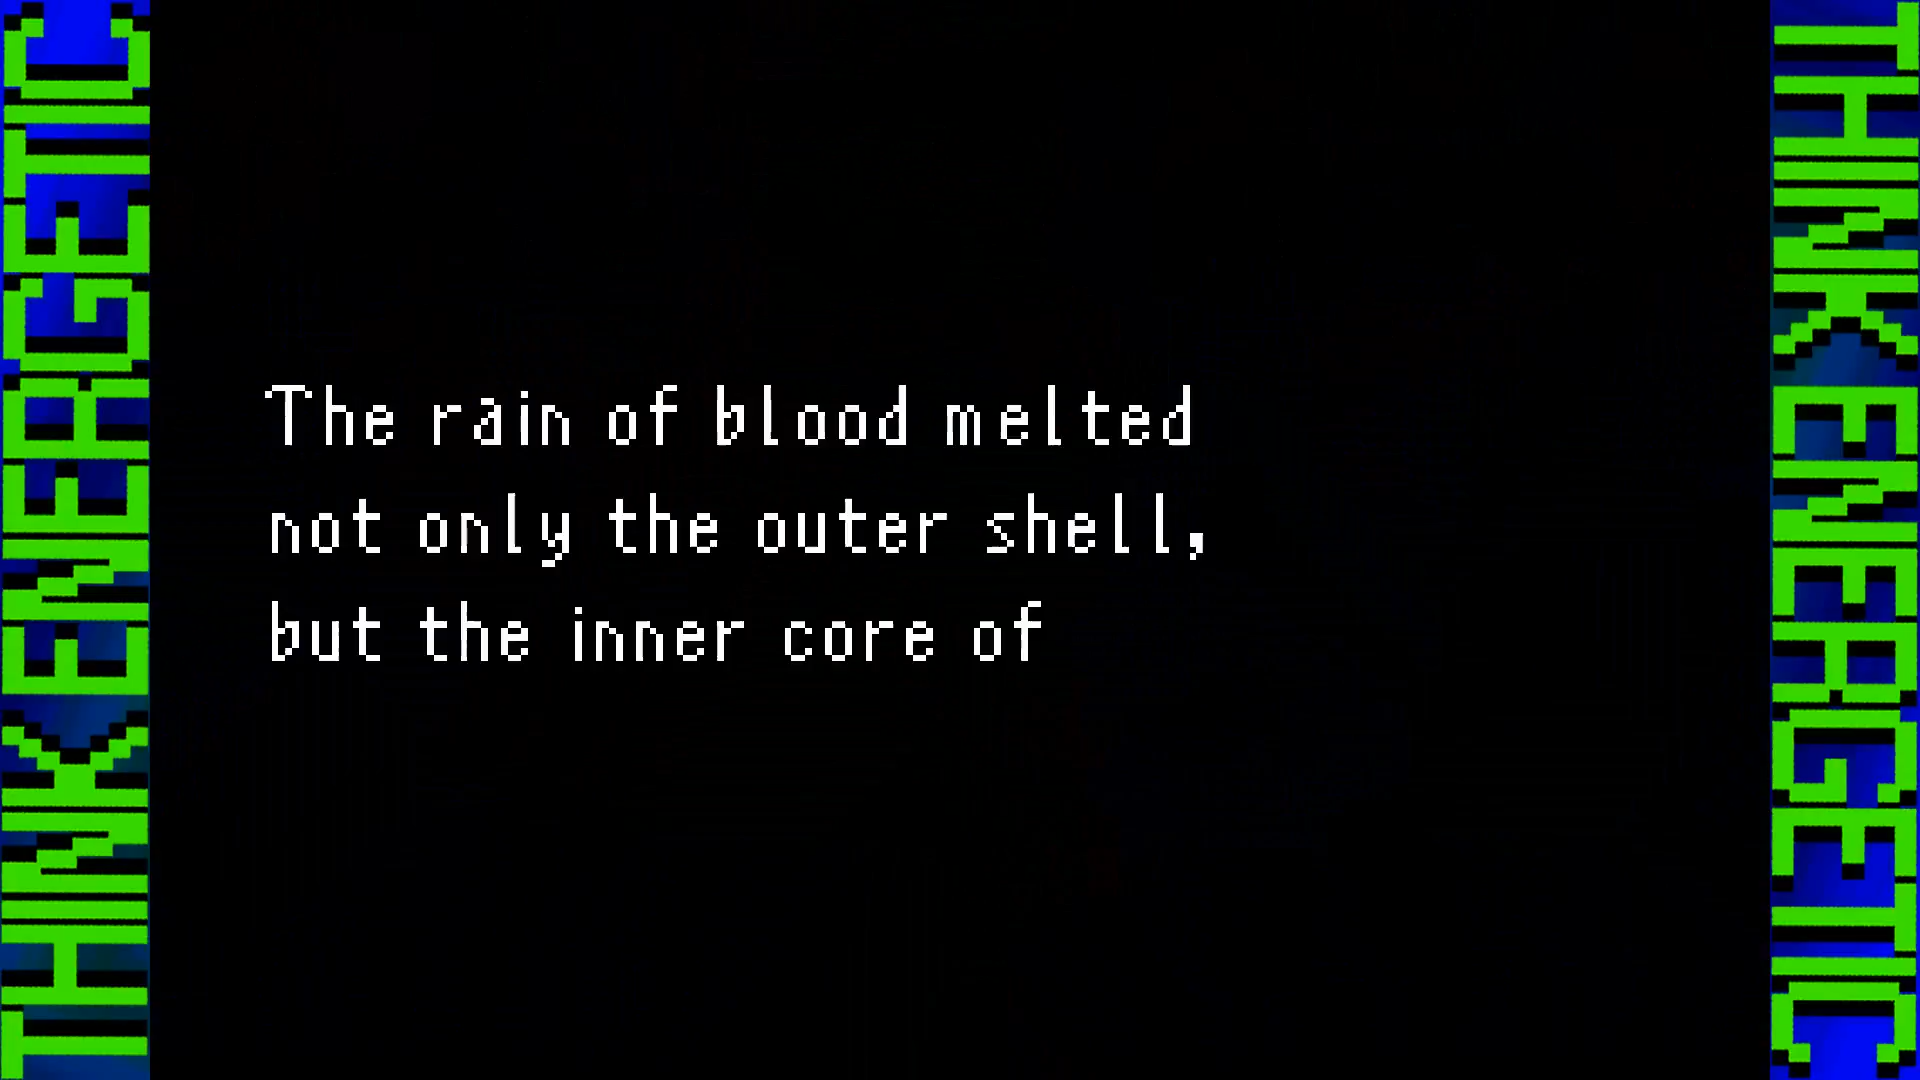 THINK ENERGETIC
The rain of blood melted
not only the outer shell,
but the inner core of
THINK ENERGETIC